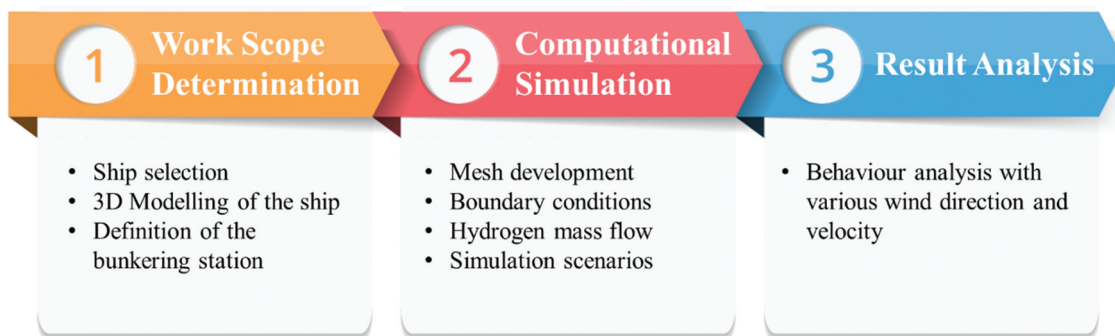 1
Work Scope
Determination
• Ship selection
• 3D Modelling of the ship
• Definition of the
bunkering station
2
Computational
Simulation
• Mesh development
• Boundary conditions
• Hydrogen mass flow
• Simulation scenarios
3
Result Analysis
• Behaviour analysis with
various wind direction and
velocity